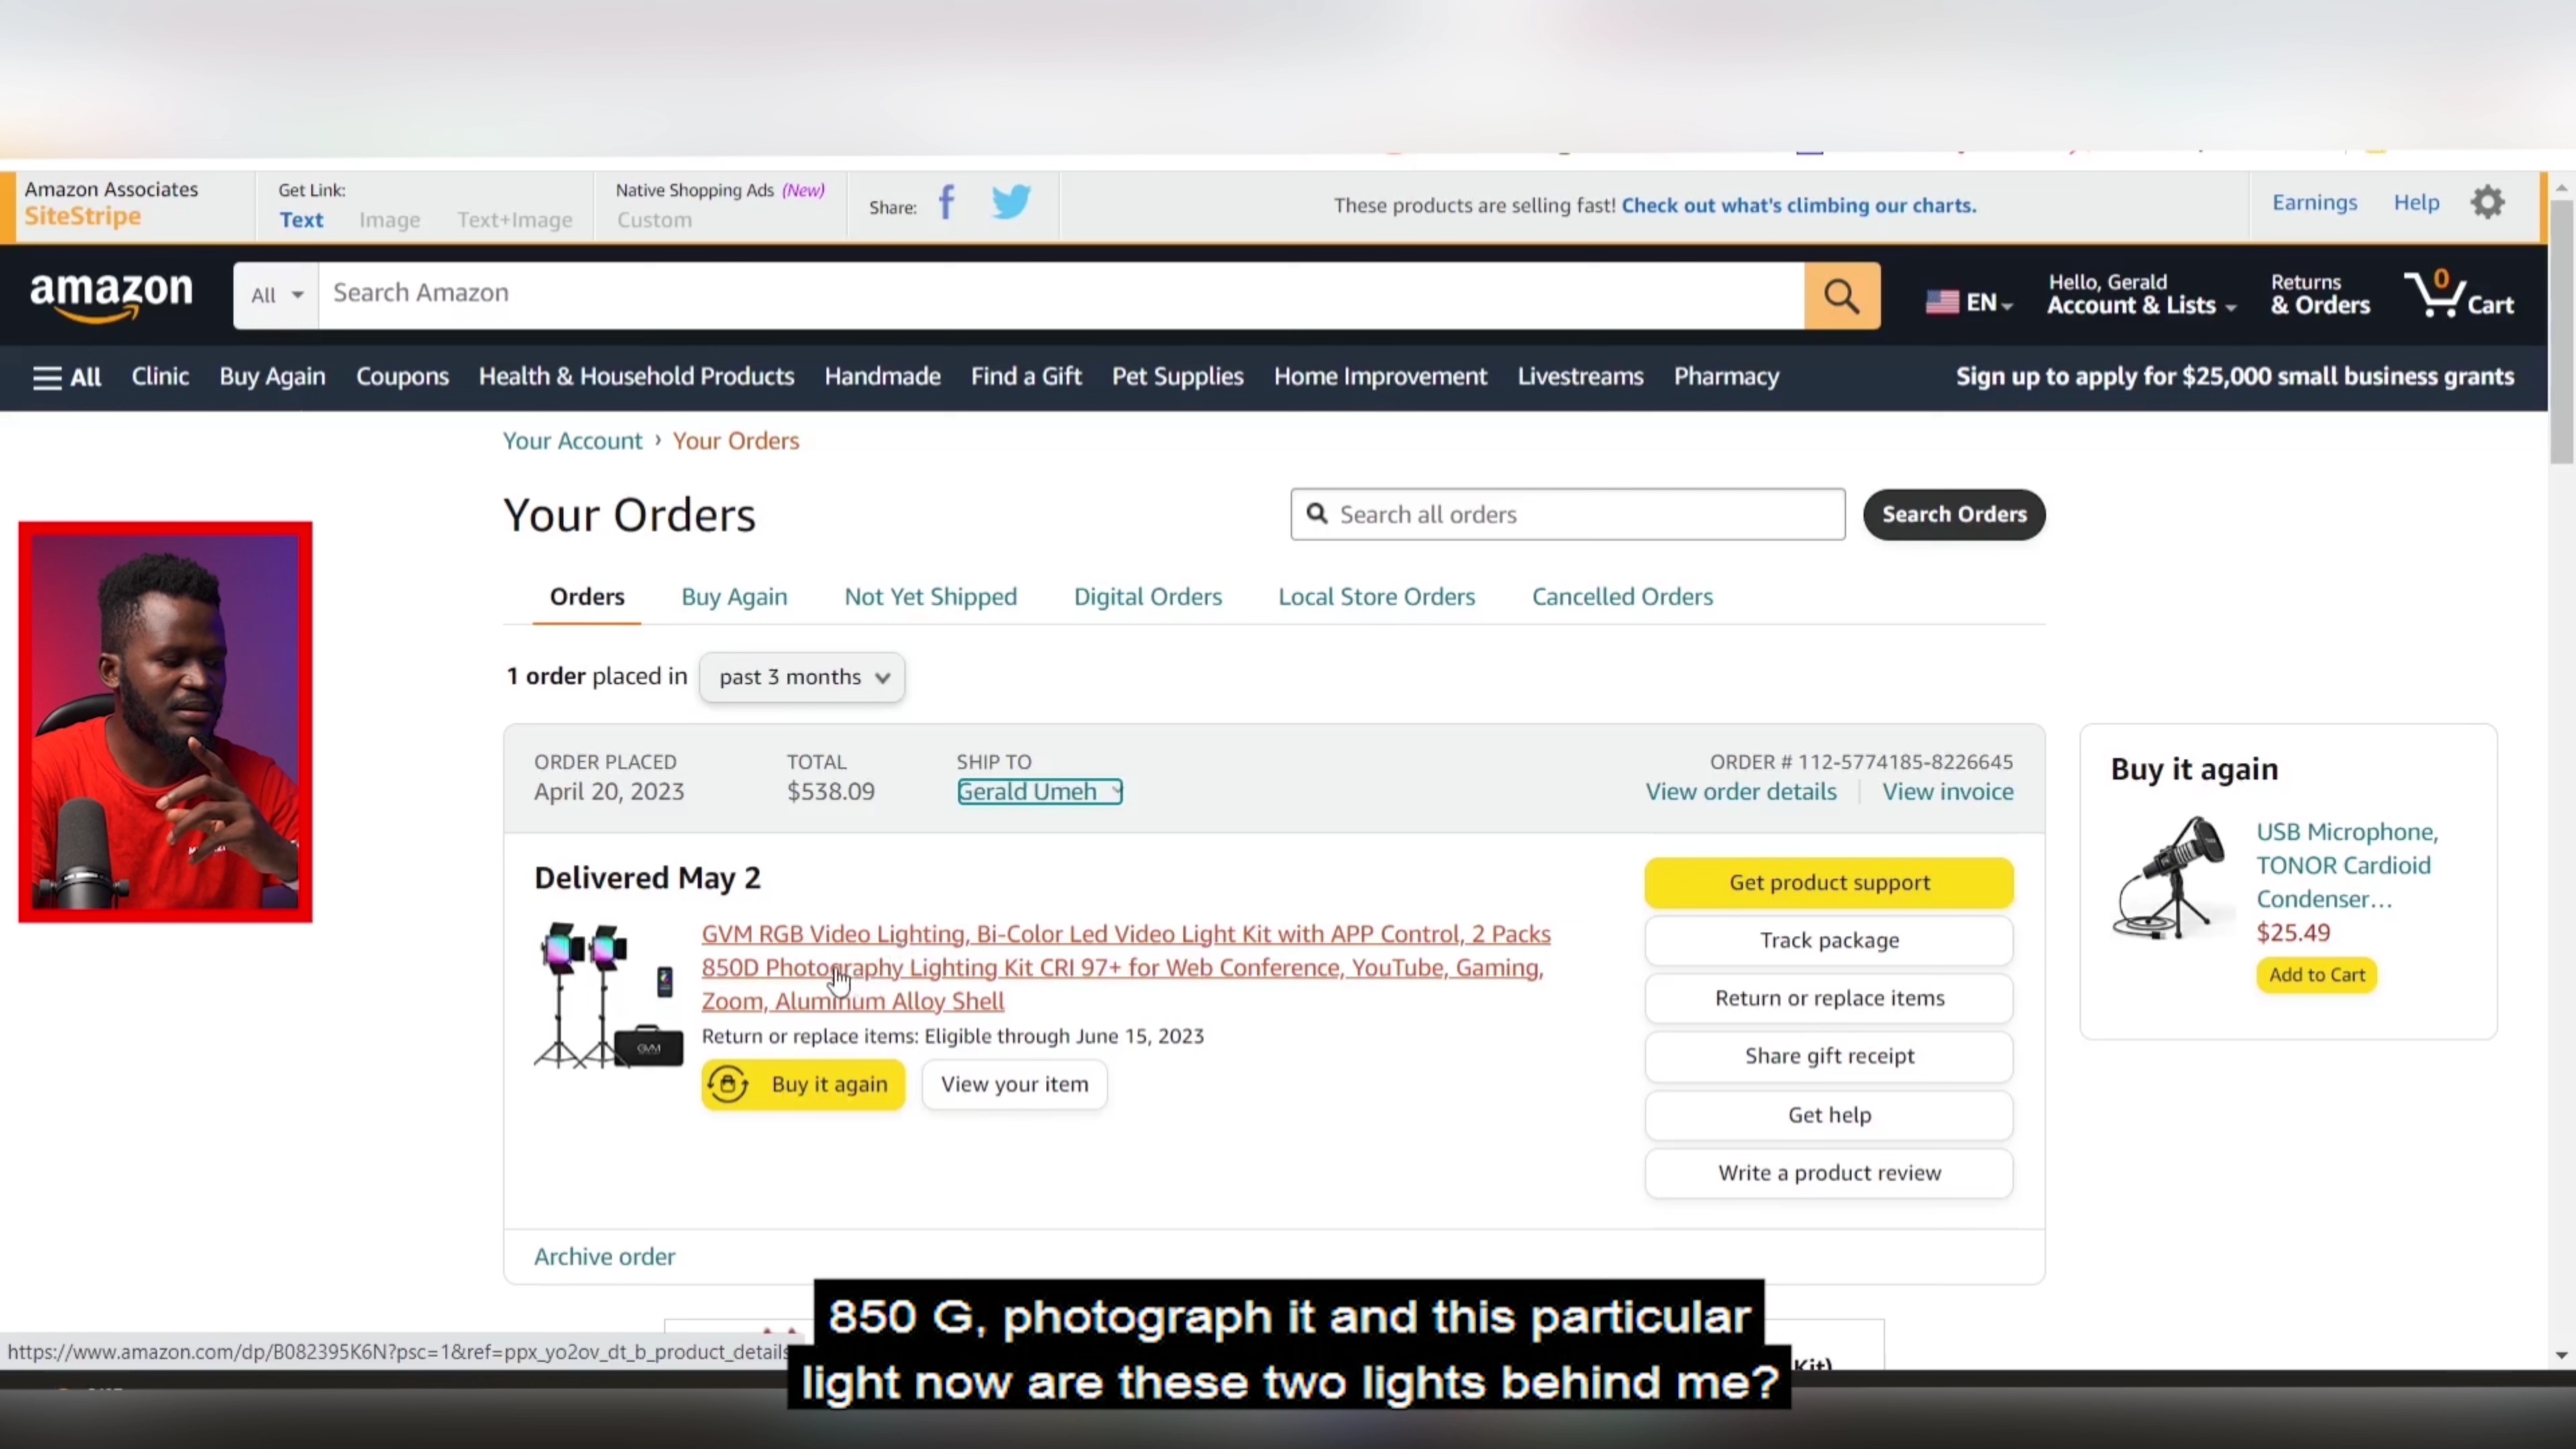 Amazon Associates
SiteStripe
Get Link:
Text Image Text+Image
Native Shopping Ads (New)
Custom
Share:
These products are selling fast! Check out what's climbing our charts.
Earnings Help
amazon
All
Search Amazon
EN
Hello, Gerald
Account & Lists
Returns
& Orders
0
Cart
All Clinic Buy Again Coupons Health & Household Products Handmade Find a Gift Pet Supplies Home Improvement Livestreams Pharmacy Sign up to apply for $25,000 small business grants
Your Account › Your Orders
Your Orders
Search all orders
Search Orders
Orders Buy Again Not Yet Shipped Digital Orders Local Store Orders Cancelled Orders
1 order placed in past 3 months
ORDER PLACED
April 20, 2023
TOTAL
$538.09
SHIP TO
Gerald Umeh
ORDER # 112-5774185-8226645
View order details View invoice
Delivered May 2
GVM RGB Video Lighting, Bi-Color Led Video Light Kit with APP Control, 2 Packs
850D Photography Lighting Kit CRI 97+ for Web Conference, YouTube, Gaming,
Zoom, Aluminum Alloy Shell
Return or replace items: Eligible through June 15, 2023
Buy it again
View your item
GVM
Get product support
Track package
Return or replace items
Share gift receipt
Get help
Write a product review
Archive order
Buy it again
USB Microphone,
TONOR Cardioid
Condenser...
$25.49
Add to Cart
850 G, photograph it and this particular
light now are these two lights behind me?
https://www.amazon.com/dp/B082395K6N?psc=1&ref=ppx_yo2ov_dt_b_product_details